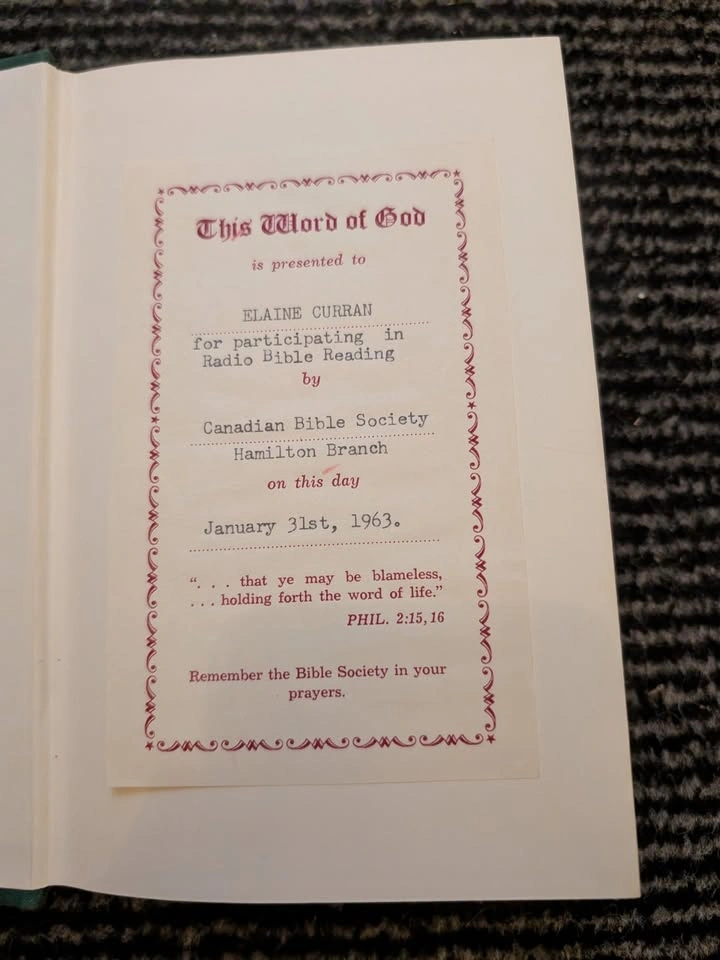 This Word of God
is presented to
ELAINE CURRAN
for participating in
Radio Bible Reading
by
Canadian Bible Society
Hamilton Branch
on this day
January 31st, 1963.
“. . . that ye may be blameless,
. . . holding forth the word of life.”
PHIL. 2:15, 16
Remember the Bible Society in your
prayers.